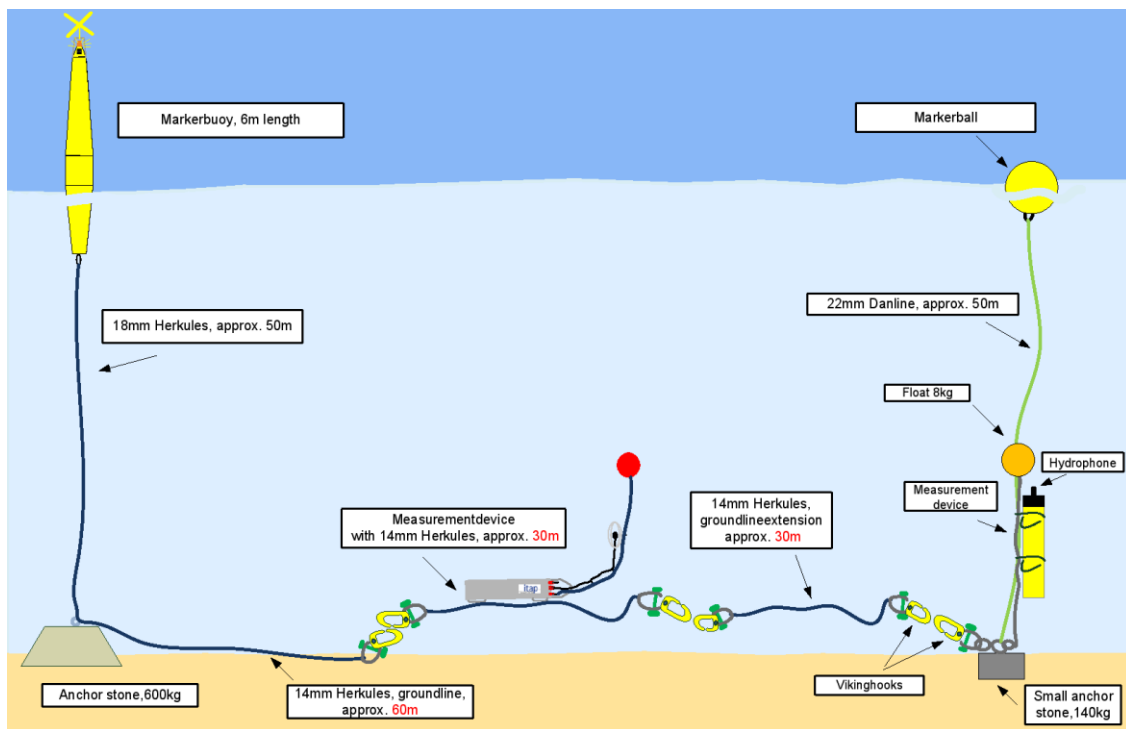 Markerbuoy, 6m length
Markerball
18mm Herkules, approx. 50m
22mm Danline, approx. 50m
Float 8kg
Hydrophone
Measurement
device
14mm Herkules,
groundlineextension
approx. 30m
Measurementdevice
with 14mm Herkules, approx. 30m
itap
Anchor stone,600kg
14mm Herkules, groundline,
approx. 60m
Vikinghooks
Small anchor
stone,140kg